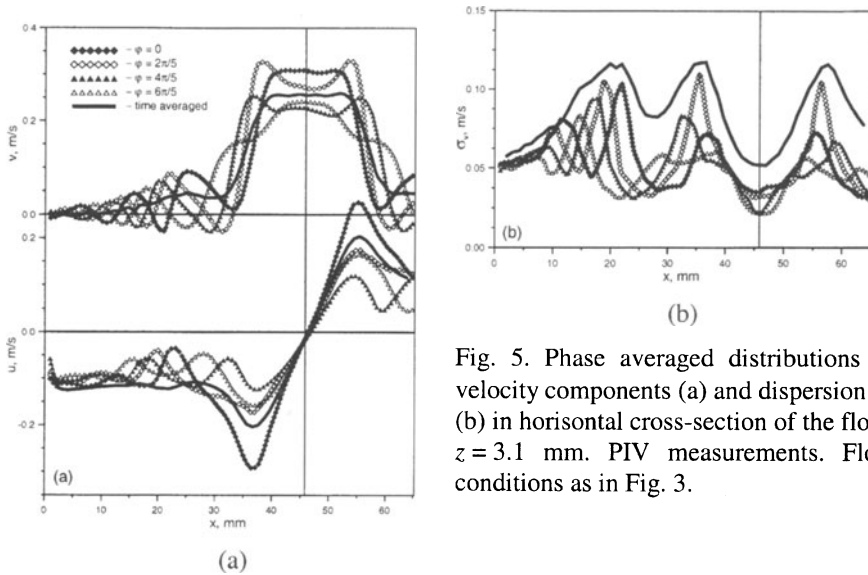 0.4
φ = 0
φ = 2π/5
φ = 4π/5
φ = 6π/5
– time averaged
v, m/s
0.2
0.0
0.2
0.0
u, m/s
-0.2
(a)
0 10 20 30 40 50 60
x, mm
(a)
0.15
0.10
σv, m/s
0.05
0.00
(b)
0 10 20 30 40 50 60
x, mm
(b)
Fig. 5. Phase averaged distributions
velocity components (a) and dispersion
(b) in horisontal cross-section of the flo
z = 3.1 mm. PIV measurements. Flo
conditions as in Fig. 3.